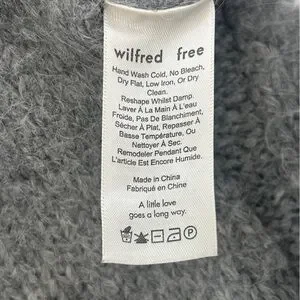 wilfred free
Hand Wash Cold, No Bleach,
Dry Flat, Low Iron, Or Dry
Clean.
Reshape Whilst Damp.
Laver À La Main À L'eau
Froide, Pas De Blanchiment,
Sécher À Plat, Repasser À
Basse Température, Ou
Nettoyer À Sec.
Remodeler Pendant Que
L'article Est Encore Humide.
Made in China
Fabriqué en Chine
A little love
goes a long way.
P